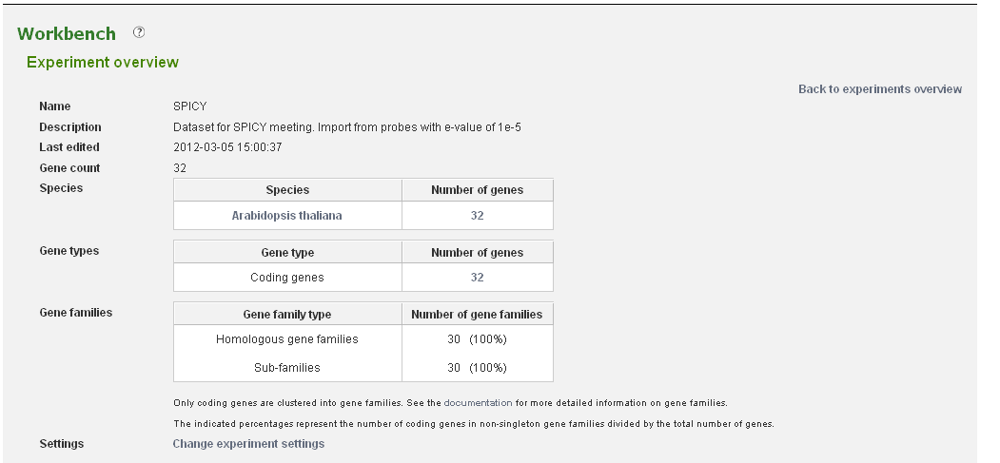 Workbench ?
Experiment overview
Back to experiments overview
Name SPICY
Description Dataset for SPICY meeting. Import from probes with e-value of 1e-5
Last edited 2012-03-05 15:00:37
Gene count 32
Species Species Number of genes
Arabidopsis thaliana 32
Gene types Gene type Number of genes
Coding genes 32
Gene families Gene family type Number of gene families
Homologous gene families 30 (100%)
Sub-families 30 (100%)
Only coding genes are clustered into gene families. See the documentation for more detailed information on gene families.
The indicated percentages represent the number of coding genes in non-singleton gene families divided by the total number of genes.
Settings Change experiment settings